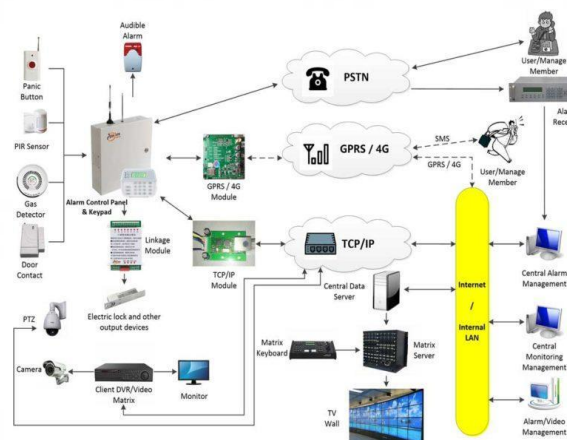 Audible
Alarm
Panic
Button
PIR Sensor
Gas
Detector
Door
Contact
Alarm Control Panel
& Keypad
GPRS / 4G
Module
Linkage
Module
TCP/IP
Module
Electric lock and other
output devices
PSTN
GPRS / 4G
TCP/IP
User/Manage
Member
Ala
Rece
SMS
GPRS / 4G
User/Manage
Member
Internet
/
Internal
LAN
Central Alarm
Management
Central
Monitoring
Management
Alarm/Video
Management
Central Data
Server
Matrix
Keyboard
Matrix
Server
TV
Wall
PTZ
Camera
Client DVR/Video
Matrix
Monitor